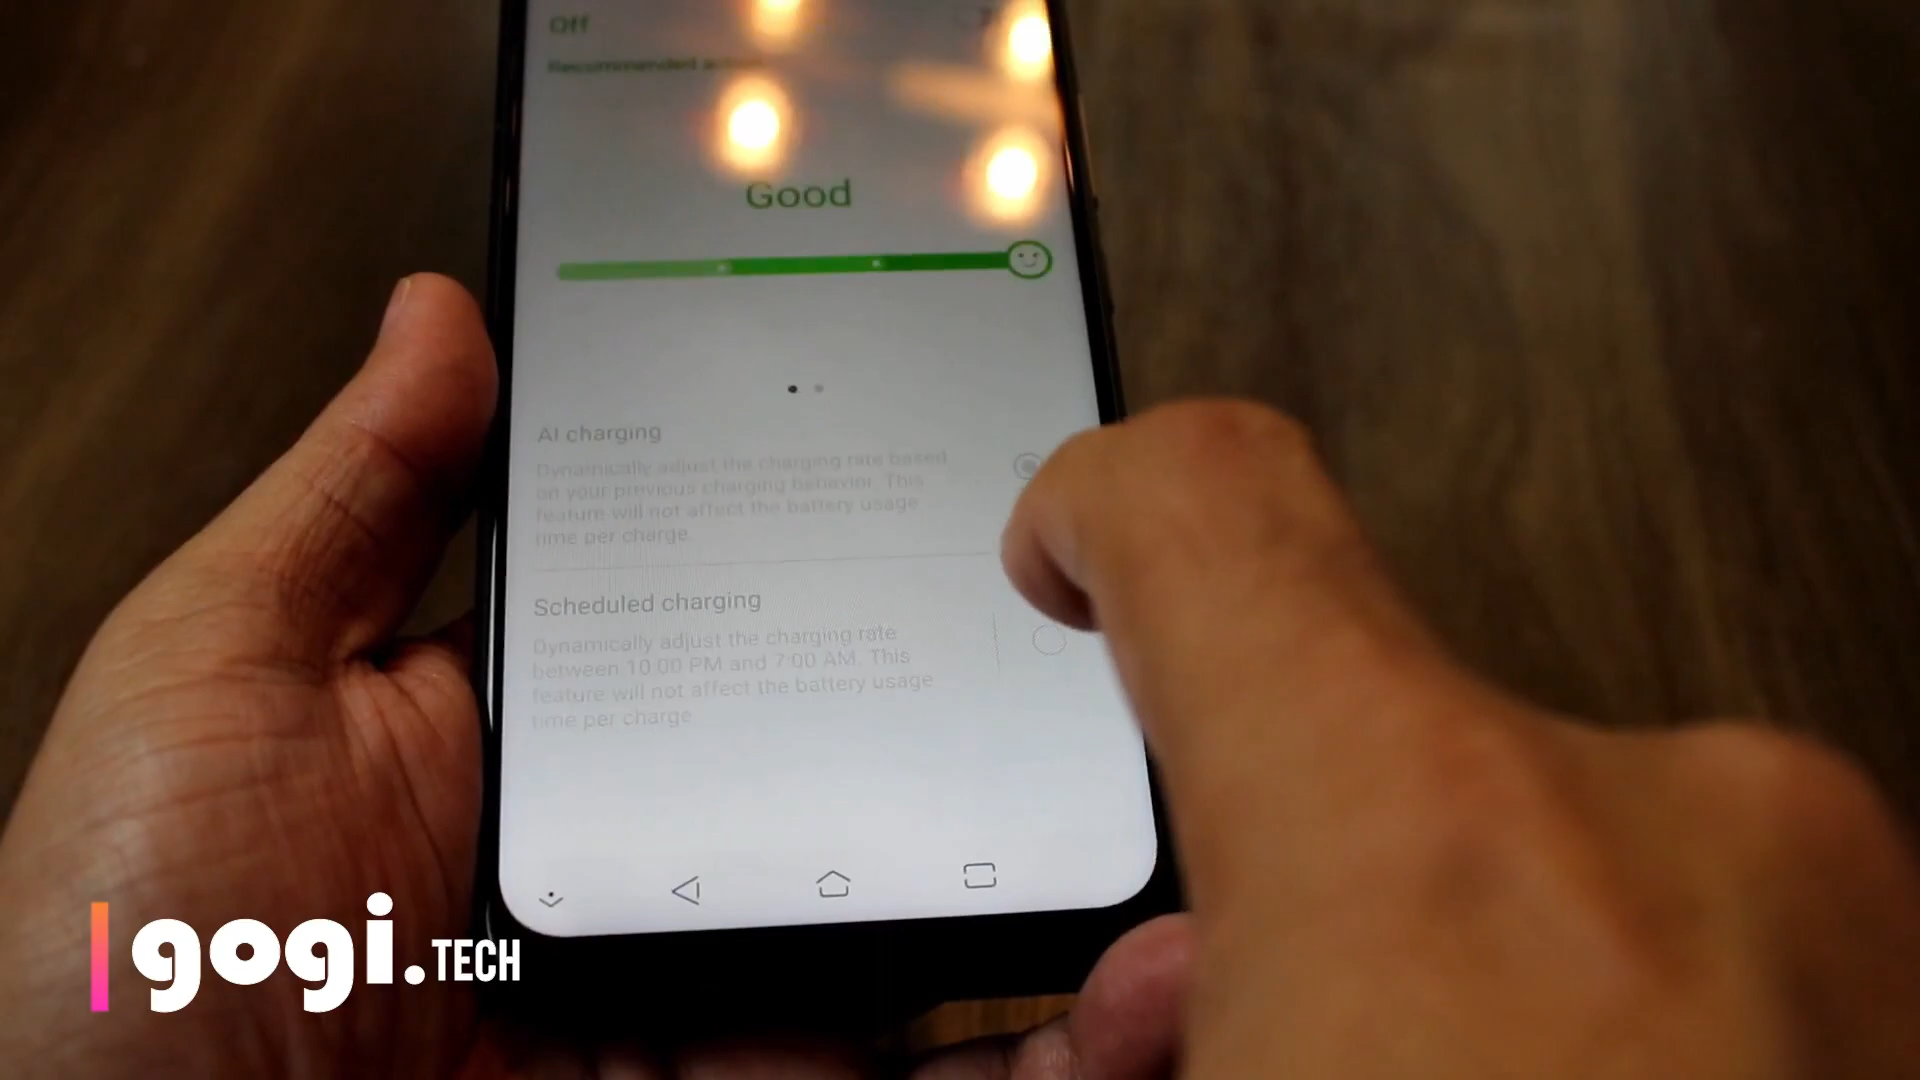 Off
Recommended
Good
AI charging
Dynamically adjust the charging rate based
on your previous charging behavior. This
feature will not affect the battery usage
time per charge.
Scheduled charging
Dynamically adjust the charging rate
between 10:00 PM and 7:00 AM. This
feature will not affect the battery usage
time per charge.
gogi.TECH